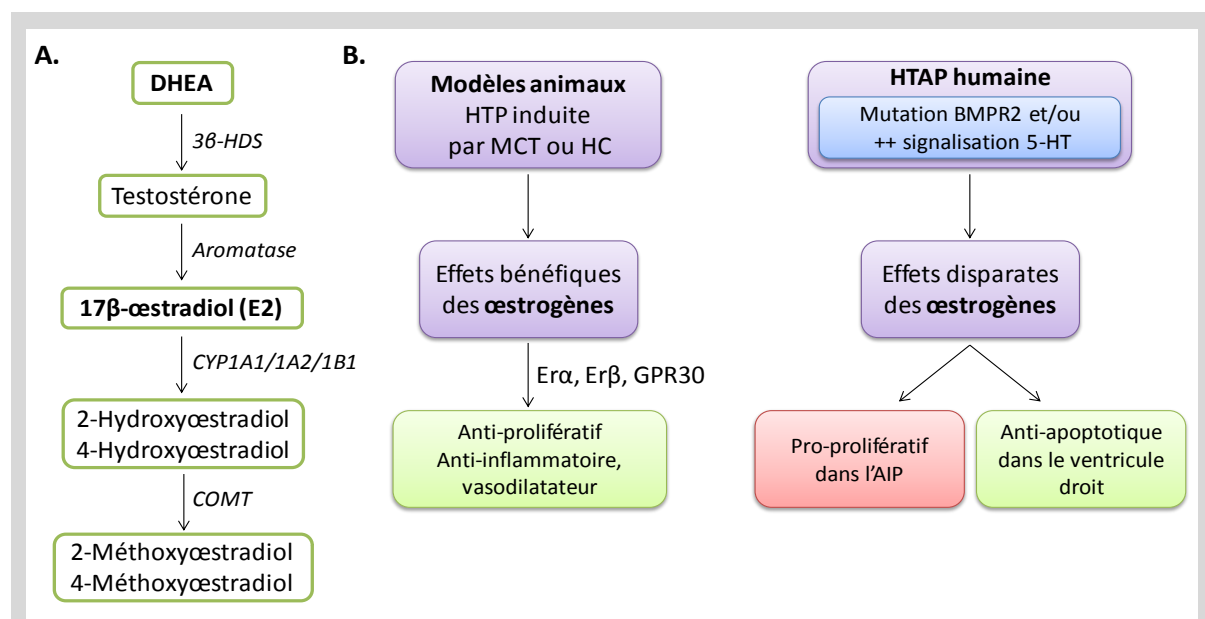 A.
DHEA
3β-HDS
Testostérone
Aromatase
17β-œstradiol (E2)
CYP1A1/1A2/1B1
2-Hydroxyœstradiol
4-Hydroxyœstradiol
COMT
2-Méthoxyœstradiol
4-Méthoxyœstradiol
B.
Modèles animaux
HTP induite
par MCT ou HC
Effets bénéfiques
des œstrogènes
Erα, Erβ, GPR30
Anti-prolifératif
Anti-inflammatoire,
vasodilatateur
HTAP humaine
Mutation BMPR2 et/ou
++ signalisation 5-HT
Effets disparates
des œstrogènes
Pro-prolifératif
dans l'AIP
Anti-apoptotique
dans le ventricule
droit